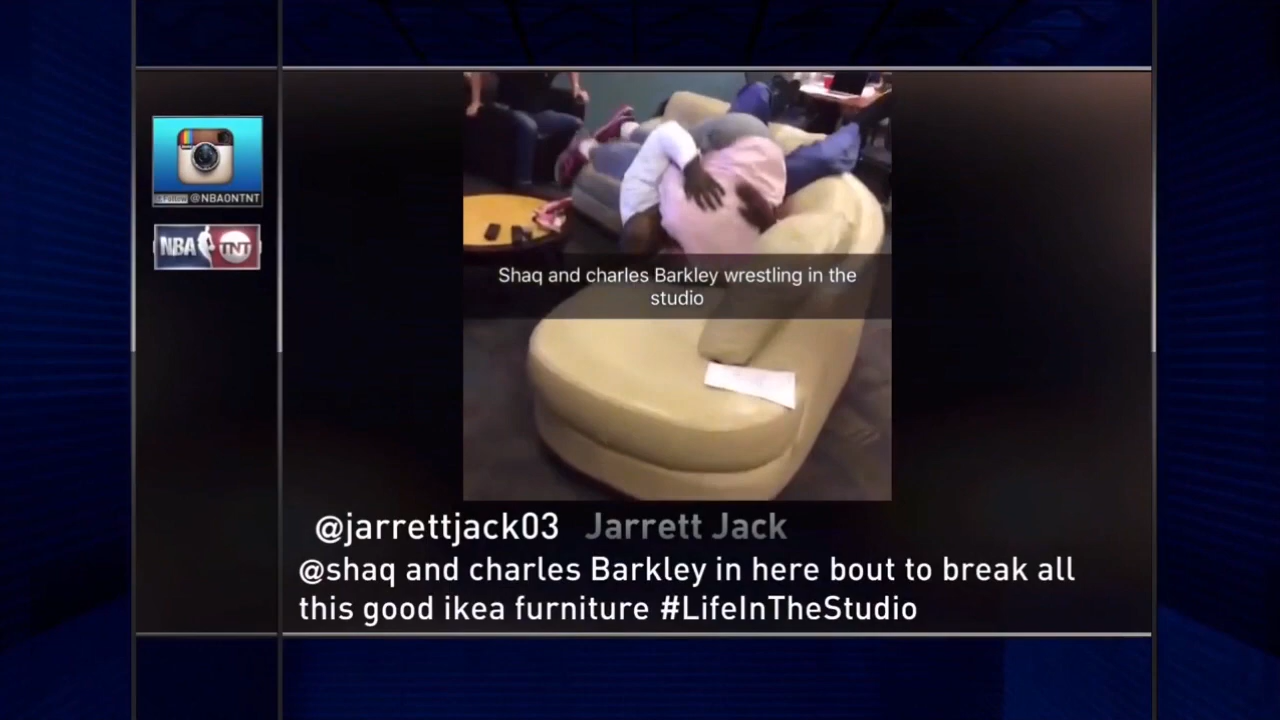 Follow @NBAONTNT
NBA TNT
Shaq and charles Barkley wrestling in the
studio
@jarrettjack03 Jarrett Jack
@shaq and charles Barkley in here bout to break all
this good ikea furniture #LifeInTheStudio